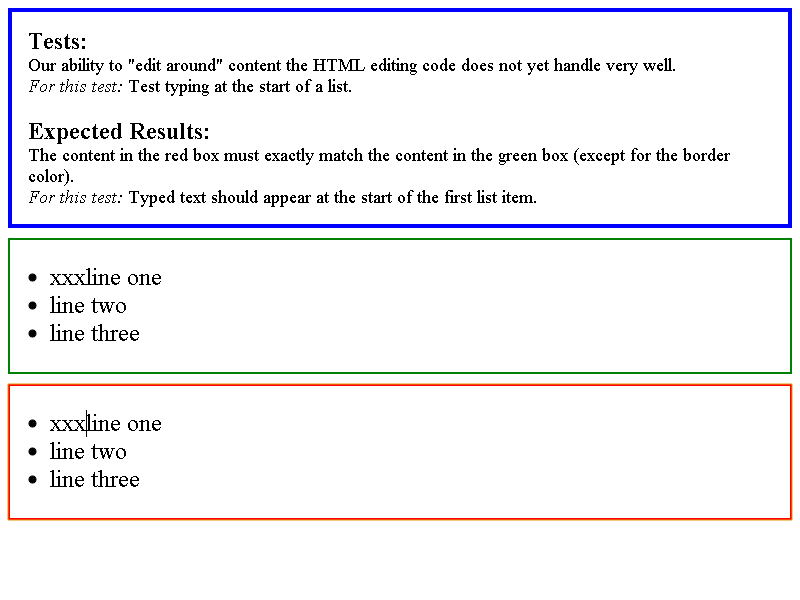 Tests:
Our ability to "edit around" content the HTML editing code does not yet handle very well.
For this test: Test typing at the start of a list.
Expected Results:
The content in the red box must exactly match the content in the green box (except for the border
color).
For this test: Typed text should appear at the start of the first list item.
• xxxline one
• line two
• line three
• xxxline one
• line two
• line three